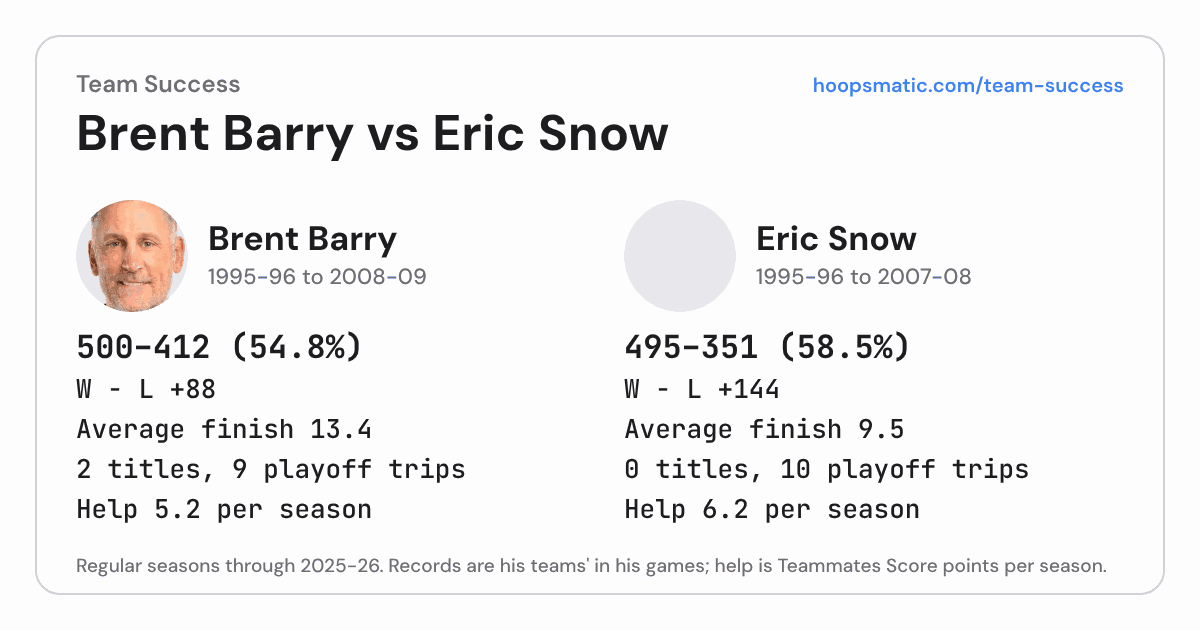 Team Success
hoopsmatic.com/team-success
Brent Barry vs Eric Snow
Brent Barry
1995–96 to 2008–09
500–412 (54.8%)
W - L +88
Average finish 13.4
2 titles, 9 playoff trips
Help 5.2 per season
Eric Snow
1995–96 to 2007–08
495–351 (58.5%)
W - L +144
Average finish 9.5
0 titles, 10 playoff trips
Help 6.2 per season
Regular seasons through 2025-26. Records are his teams' in his games; help is Teammates Score points per season.